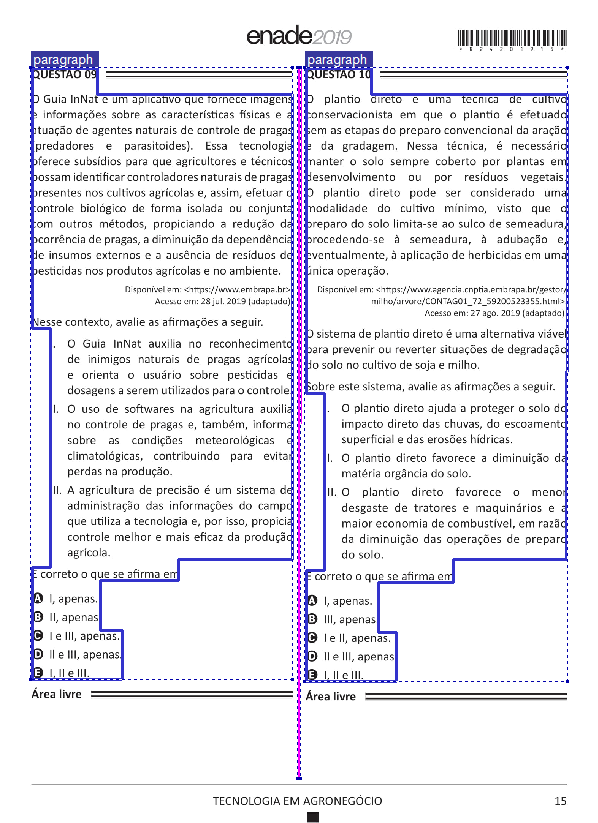 enade2019
paragraph
QUESTÃO 09
O Guia InNat é um aplicativo que fornece imagens
e informações sobre as características físicas e a
atuação de agentes naturais de controle de pragas
(predadores e parasitoides). Essa tecnologia
oferece subsídios para que agricultores e técnicos
possam identificar controladores naturais de pragas
presentes nos cultivos agrícolas e, assim, efetuar o
controle biológico de forma isolada ou conjunta
com outros métodos, propiciando a redução da
ocorrência de pragas, a diminuição da dependência
de insumos externos e a ausência de resíduos de
pesticidas nos produtos agrícolas e no ambiente.
Disponível em: <https://www.embrapa.br>.
Acesso em: 28 jul. 2019 (adaptado).
Nesse contexto, avalie as afirmações a seguir.
I. O Guia InNat auxilia no reconhecimento
de inimigos naturais de pragas agrícolas
e orienta o usuário sobre pesticidas e
dosagens a serem utilizados para o controle.
II. O uso de softwares na agricultura auxilia
no controle de pragas e, também, informa
sobre as condições meteorológicas e
climatológicas, contribuindo para evitar
perdas na produção.
III. A agricultura de precisão é um sistema de
administração das informações do campo
que utiliza a tecnologia e, por isso, propicia
controle melhor e mais eficaz da produção
agrícola.
É correto o que se afirma em
A I, apenas.
B II, apenas.
C I e III, apenas.
D II e III, apenas.
E I, II e III.
Área livre
paragraph
QUESTÃO 10
O plantio direto é uma técnica de cultivo
conservacionista em que o plantio é efetuado
sem as etapas do preparo convencional da aração
e da gradagem. Nessa técnica, é necessário
manter o solo sempre coberto por plantas em
desenvolvimento ou por resíduos vegetais.
O plantio direto pode ser considerado uma
modalidade do cultivo mínimo, visto que o
preparo do solo limita-se ao sulco de semeadura,
procedendo-se à semeadura, à adubação e,
eventualmente, à aplicação de herbicidas em uma
única operação.
Disponível em: <https://www.agencia.cnptia.embrapa.br/gestor/
milho/arvore/CONTAG01_72_59200523355.html>.
Acesso em: 27 ago. 2019 (adaptado).
O sistema de plantio direto é uma alternativa viável
para prevenir ou reverter situações de degradação
do solo no cultivo de soja e milho.
Sobre este sistema, avalie as afirmações a seguir.
I. O plantio direto ajuda a proteger o solo do
impacto direto das chuvas, do escoamento
superficial e das erosões hídricas.
II. O plantio direto favorece a diminuição da
matéria orgânica do solo.
III. O plantio direto favorece o menor
desgaste de tratores e maquinários e a
maior economia de combustível, em razão
da diminuição das operações de preparo
do solo.
É correto o que se afirma em
A I, apenas.
B III, apenas.
C I e II, apenas.
D II e III, apenas.
E I, II e III.
Área livre
TECNOLOGIA EM AGRONEGÓCIO
15